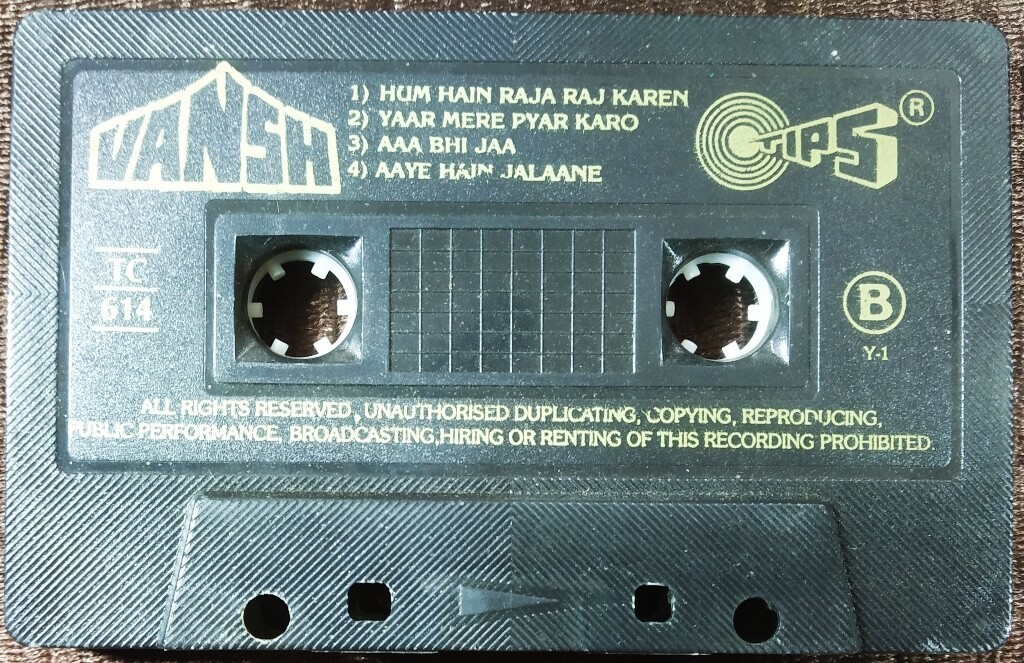 VANSH
1) HUM HAIN RAJA RAJ KAREN
2) YAAR MERE PYAR KARO
3) AAA BHI JAA
4) AAYE HAIN JALAANE
TIPS ®
TC
614
B
Y-1
ALL RIGHTS RESERVED, UNAUTHORISED DUPLICATING, COPYING, REPRODUCING,
PUBLIC PERFORMANCE, BROADCASTING,HIRING OR RENTING OF THIS RECORDING PROHIBITED.